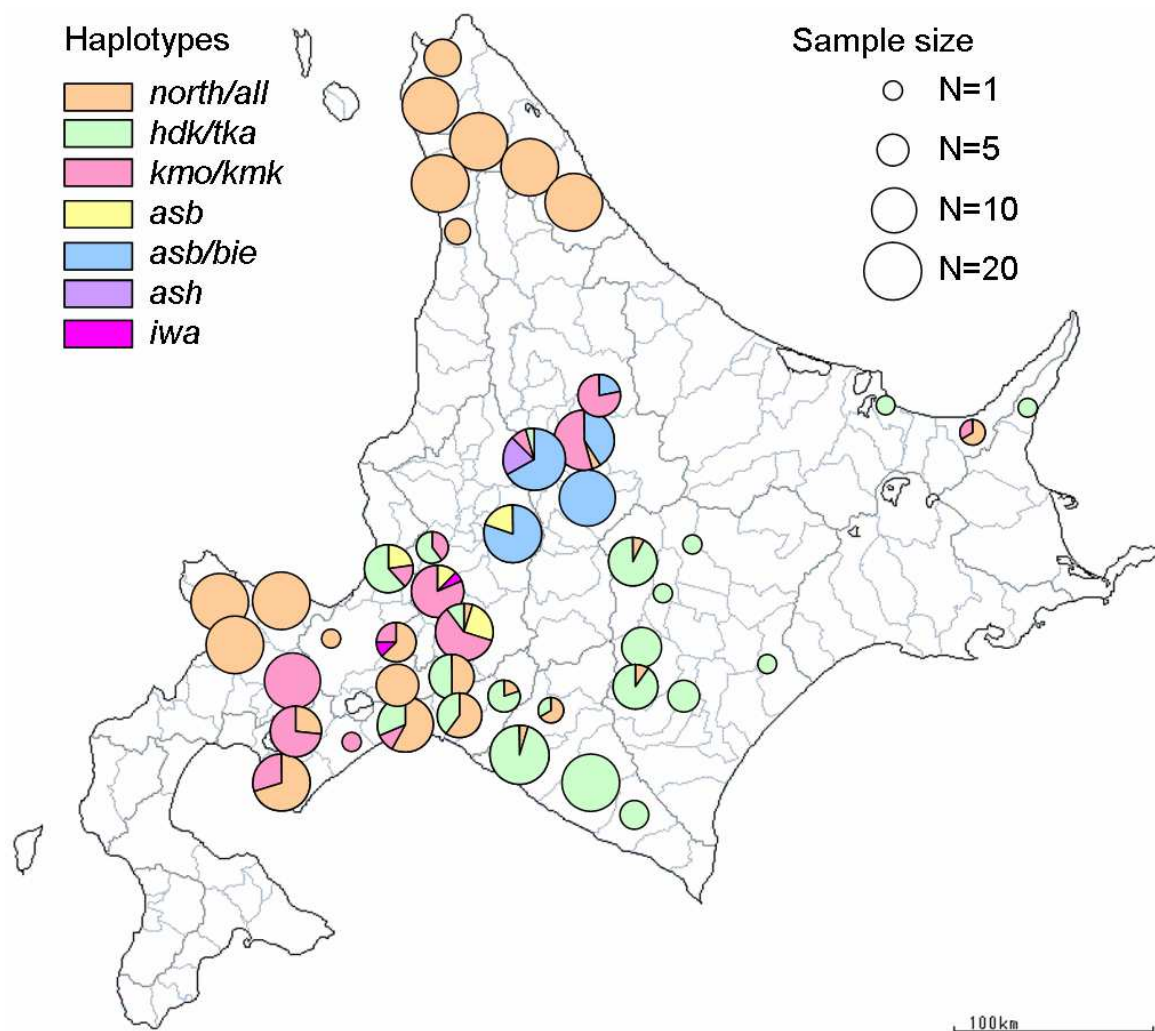 Haplotypes
north/all
hdk/tka
kmo/kmk
asb
asb/bie
ash
iwa
Sample size
N=1
N=5
N=10
N=20
100km